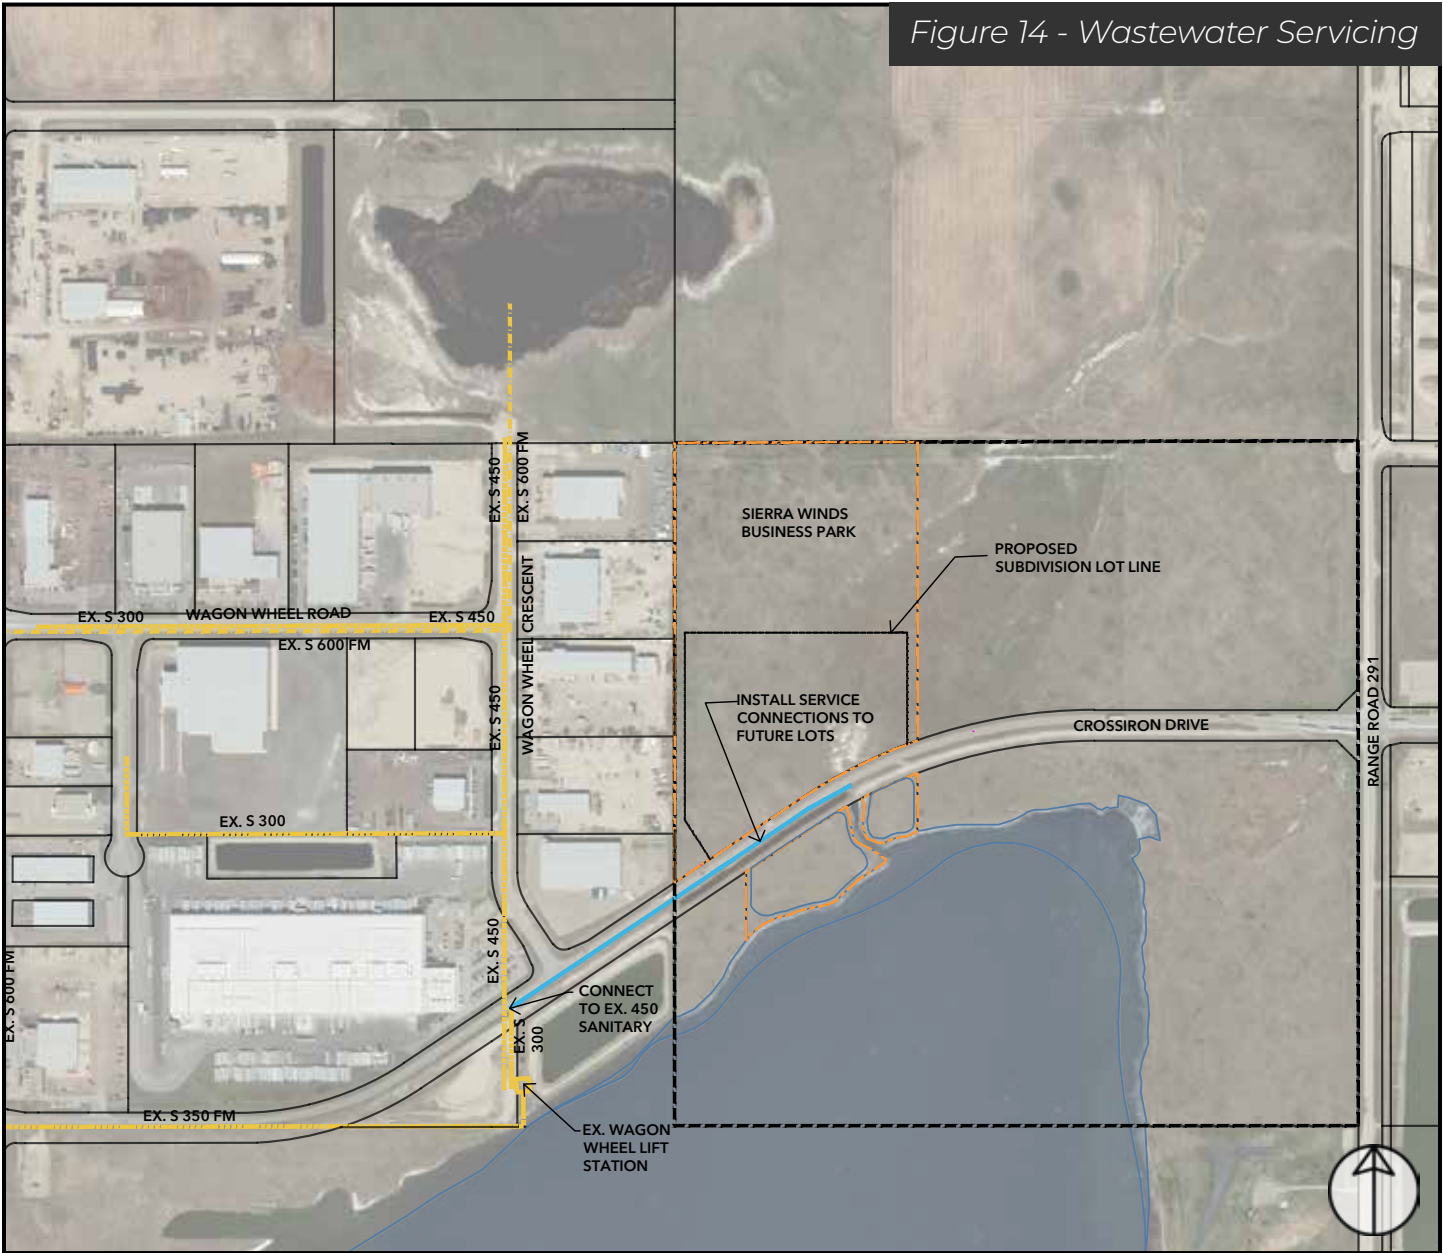 Figure 14 - Wastewater Servicing
EX. S 450
EX. S 600 FM
SIERRA WINDS
BUSINESS PARK
PROPOSED
SUBDIVISION LOT LINE
EX. S 300
WAGON WHEEL ROAD
EX. S 450
EX. S 600 FM
WAGON WHEEL CRESCENT
EX. S 450
INSTALL SERVICE
CONNECTIONS TO
FUTURE LOTS
CROSSIRON DRIVE
RANGE ROAD 291
EX. S 300
EX. S 450
EX. S 600 FM
CONNECT
TO EX. 450
SANITARY
EX. S
300
EX. S 350 FM
EX. WAGON
WHEEL LIFT
STATION